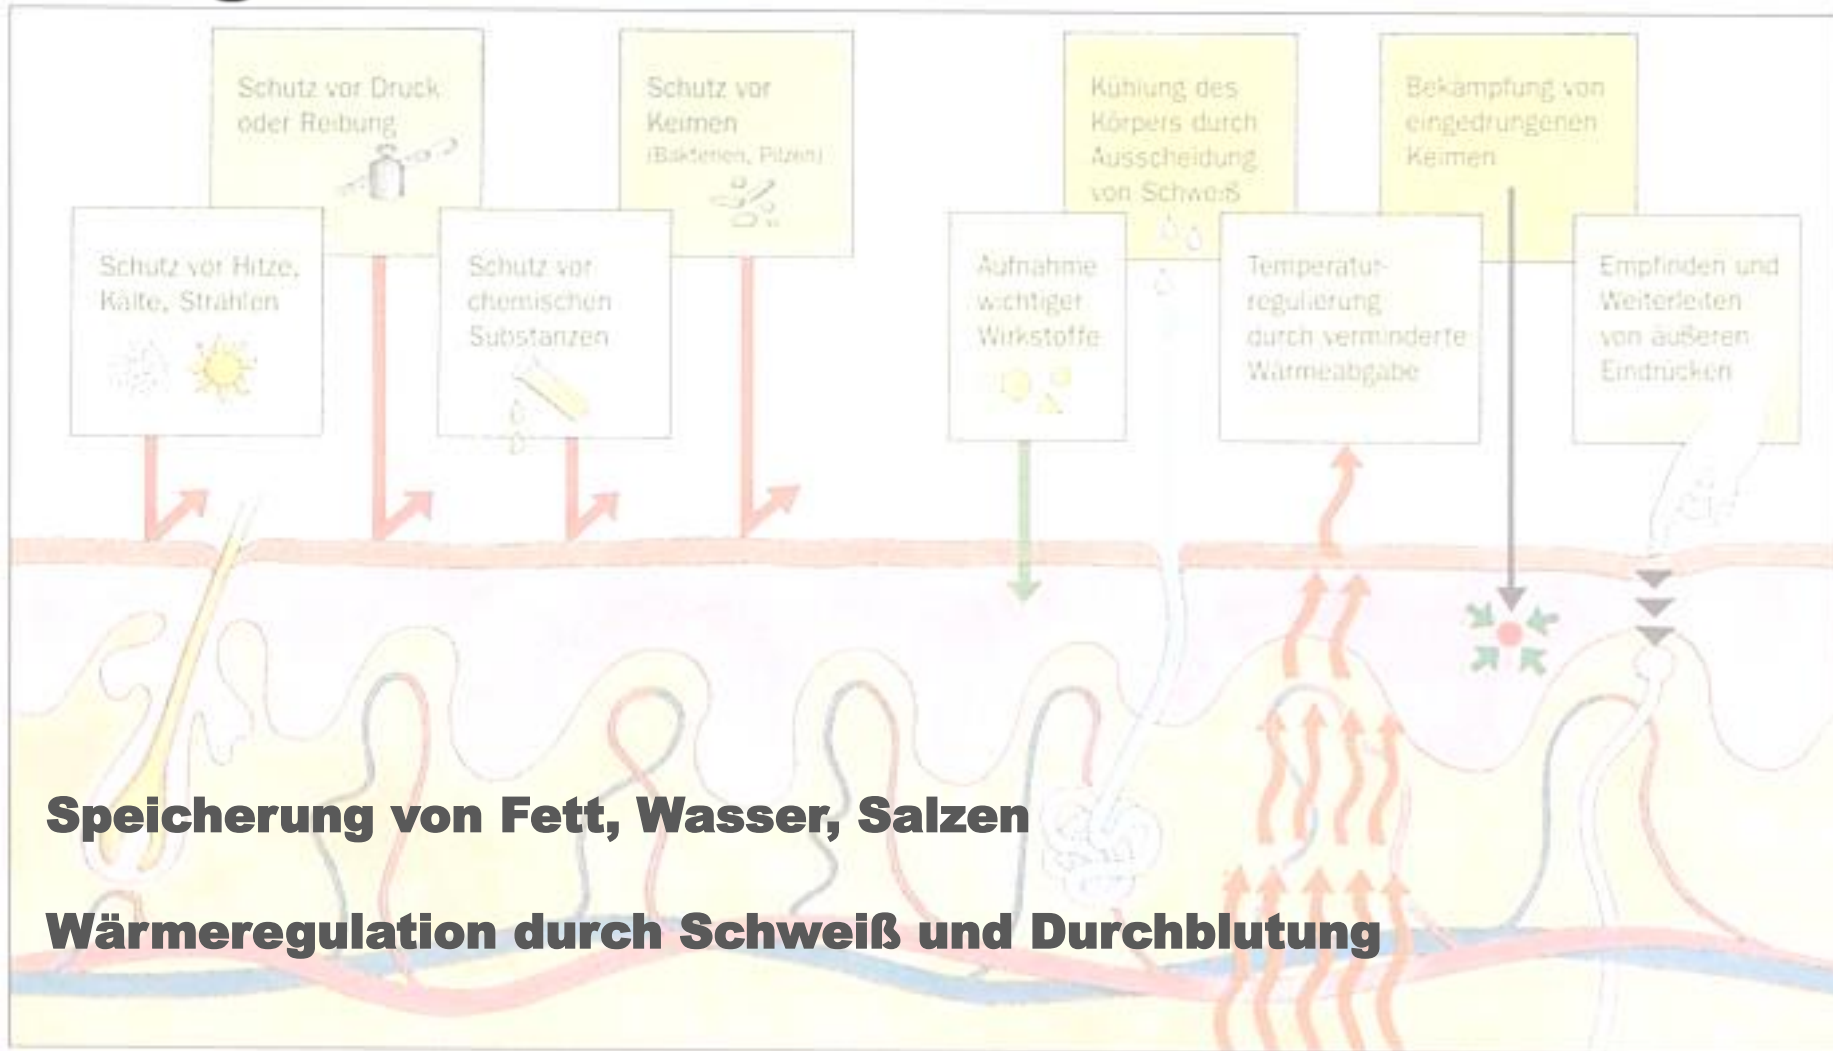 Schutz vor Druck
oder Reibung
Schutz vor
Keimen
(Bakterien, Pilzen)
Kühlung des
Körpers durch
Ausscheidung
von Schweiß
Bekämpfung von
eingedrungenen
Keimen
Schutz vor Hitze,
Kälte, Strahlen
Schutz vor
chemischen
Substanzen
Aufnahme
wichtiger
Wirkstoffe
Temperatur-
regulierung
durch verminderte
Wärmeabgabe
Empfinden und
Weiterleiten
von äußeren
Eindrücken
Speicherung von Fett, Wasser, Salzen
Wärmeregulation durch Schweiß und Durchblutung